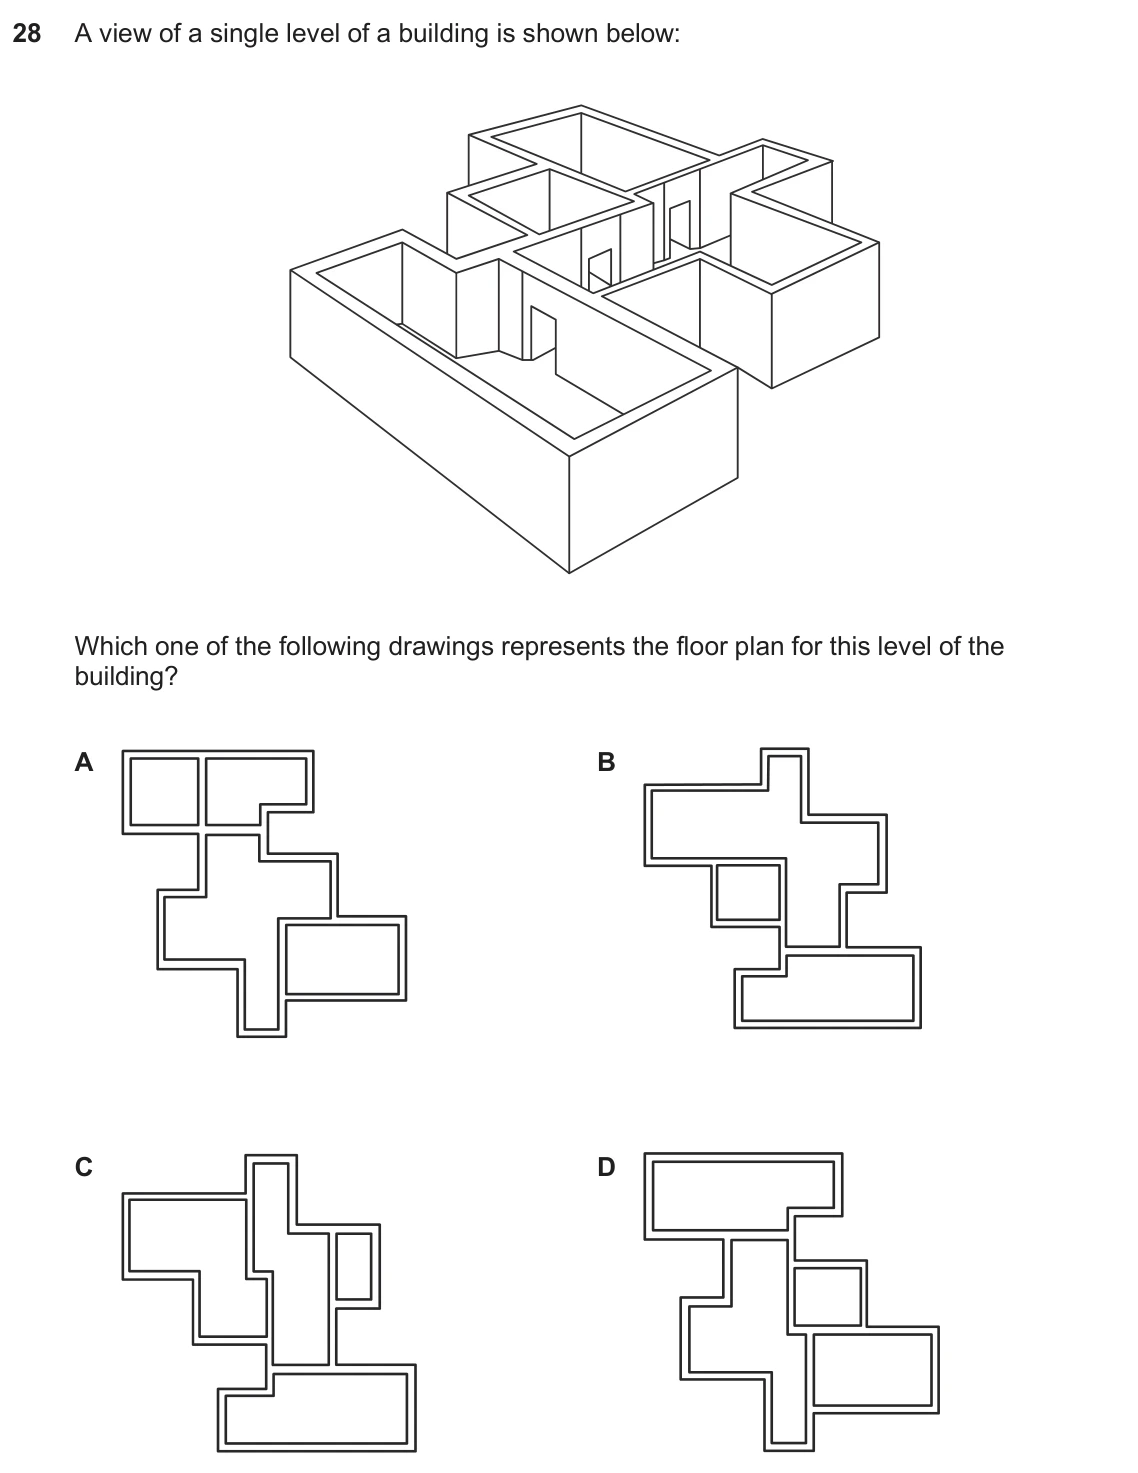 28 A view of a single level of a building is shown below:
Which one of the following drawings represents the floor plan for this level of the
building?
A
B
C
D